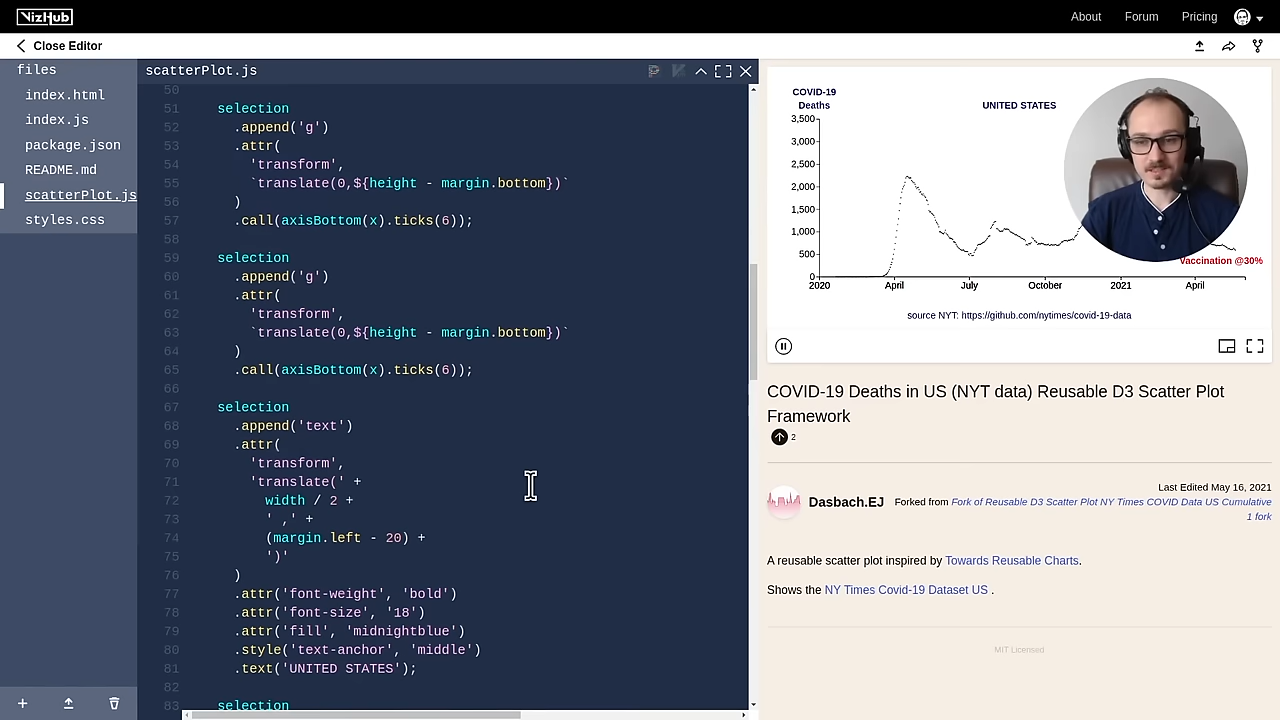 VizHub
About
Forum
Pricing
Close Editor
files
index.html
index.js
package.json
README.md
scatterPlot.js
styles.css
scatterPlot.js
50
51 selection
52 .append('g')
53 .attr(
54 'transform',
55 `translate(0,${height - margin.bottom})`
56 )
57 .call(axisBottom(x).ticks(6));
58
59 selection
60 .append('g')
61 .attr(
62 'transform',
63 `translate(0,${height - margin.bottom})`
64 )
65 .call(axisBottom(x).ticks(6));
66
67 selection
68 .append('text')
69 .attr(
70 'transform',
71 'translate(' +
72 width / 2 +
73 ' ,' +
74 (margin.left - 20) +
75 ')'
76 )
77 .attr('font-weight', 'bold')
78 .attr('font-size', '18')
79 .attr('fill', 'midnightblue')
80 .style('text-anchor', 'middle')
81 .text('UNITED STATES');
82
83 selection
COVID-19
Deaths
UNITED STATES
3,500
3,000
2,500
2,000
1,500
1,000
500
0
2020
April
July
October
2021
April
Vaccination @30%
source NYT: https://github.com/nytimes/covid-19-data
COVID-19 Deaths in US (NYT data) Reusable D3 Scatter Plot
Framework
2
Last Edited May 16, 2021
Dasbach.EJ
Forked from Fork of Reusable D3 Scatter Plot NY Times COVID Data US Cumulative
1 fork
A reusable scatter plot inspired by Towards Reusable Charts.
Shows the NY Times Covid-19 Dataset US .
MIT Licensed